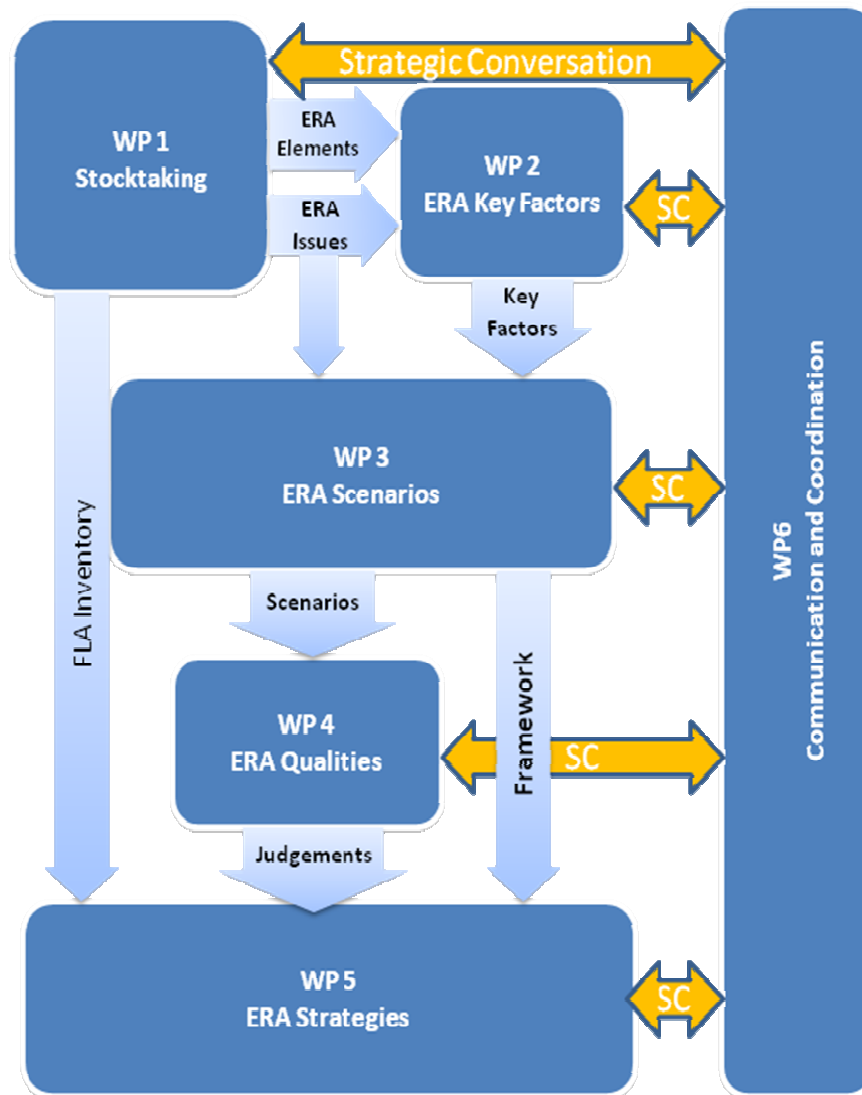 Strategic Conversation
WP 1
Stocktaking
ERA
Elements
WP 2
ERA Key Factors
SC
ERA
Issues
Key
Factors
WP 3
ERA Scenarios
SC
WP6
Communication and Coordination
FLA Inventory
Scenarios
Framework
WP 4
ERA Qualities
SC
Judgements
WP 5
ERA Strategies
SC